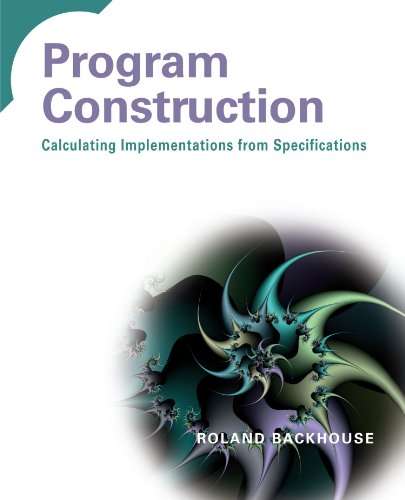 Program
Construction
Calculating Implementations from Specifications
ROLAND BACKHOUSE